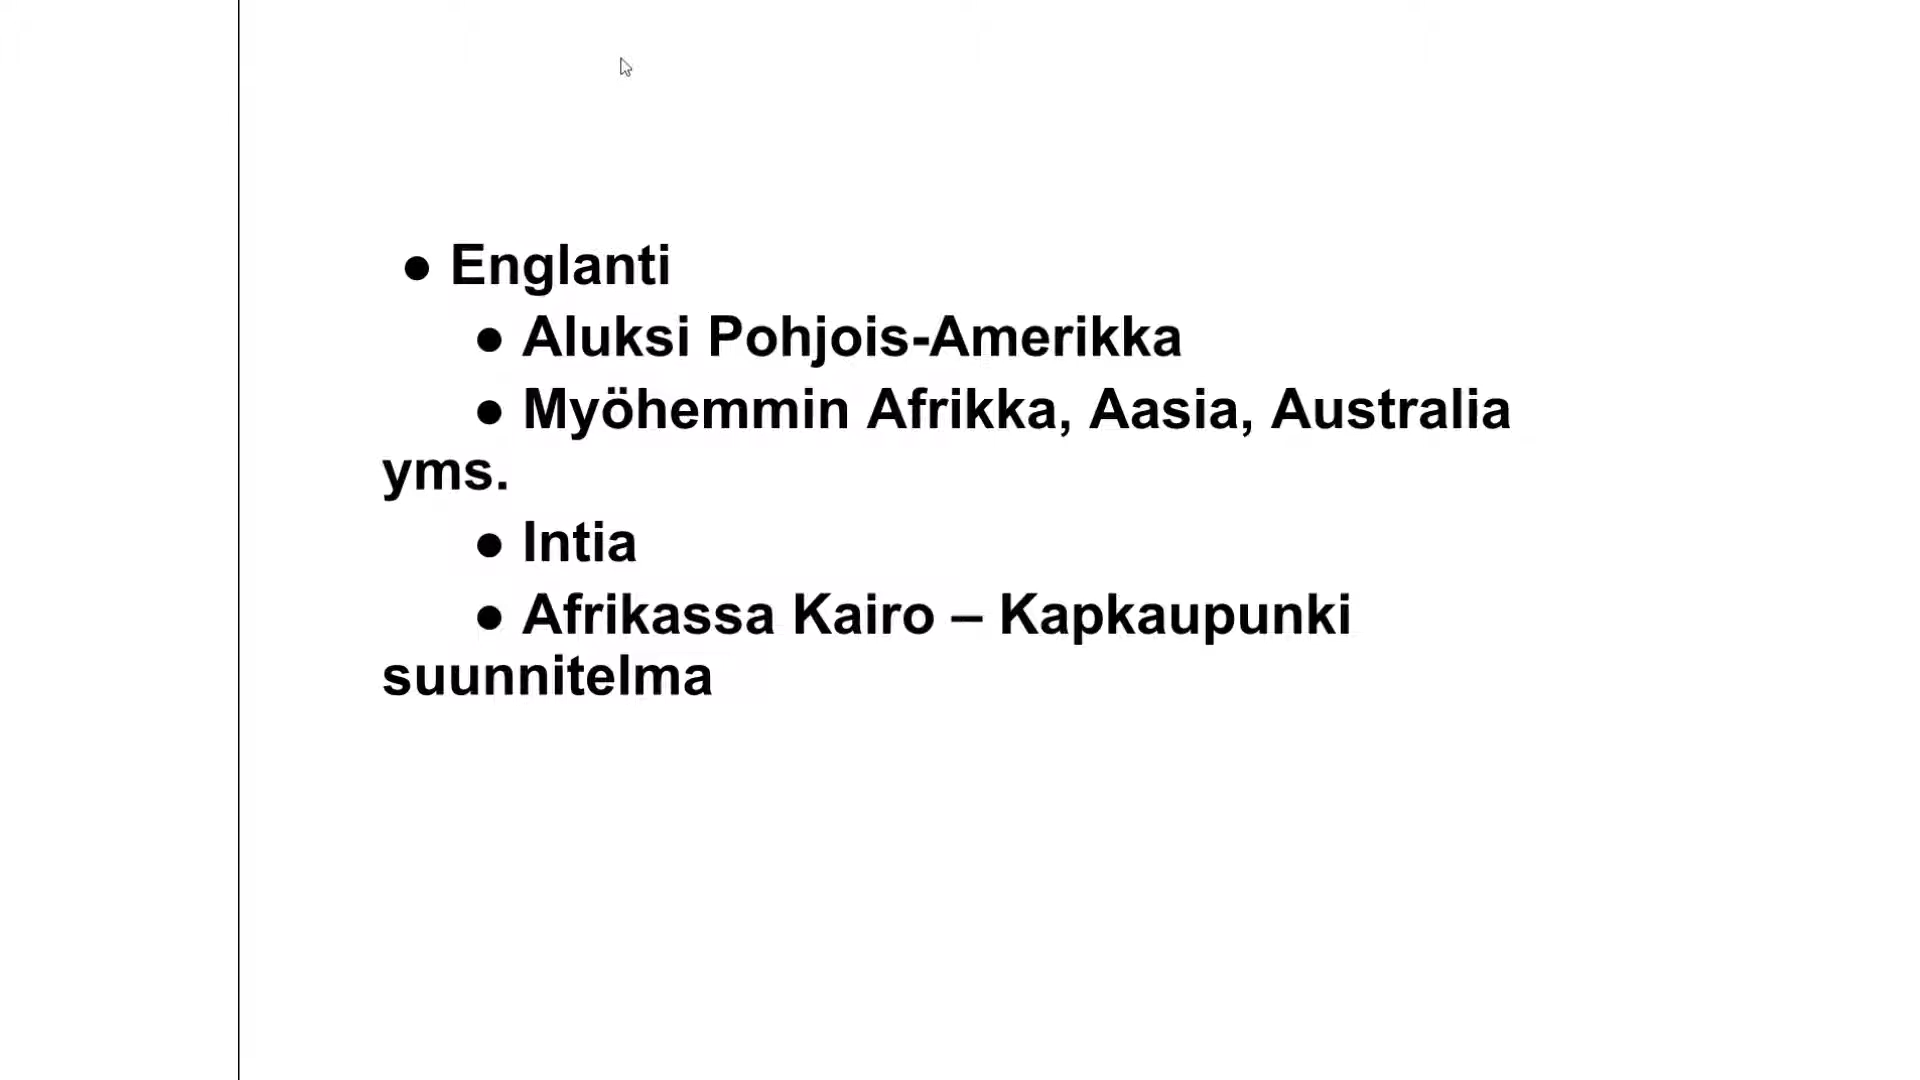 ● Englanti
● Aluksi Pohjois-Amerikka
● Myöhemmin Afrikka, Aasia, Australia
yms.
● Intia
● Afrikassa Kairo – Kapkaupunki
suunnitelma